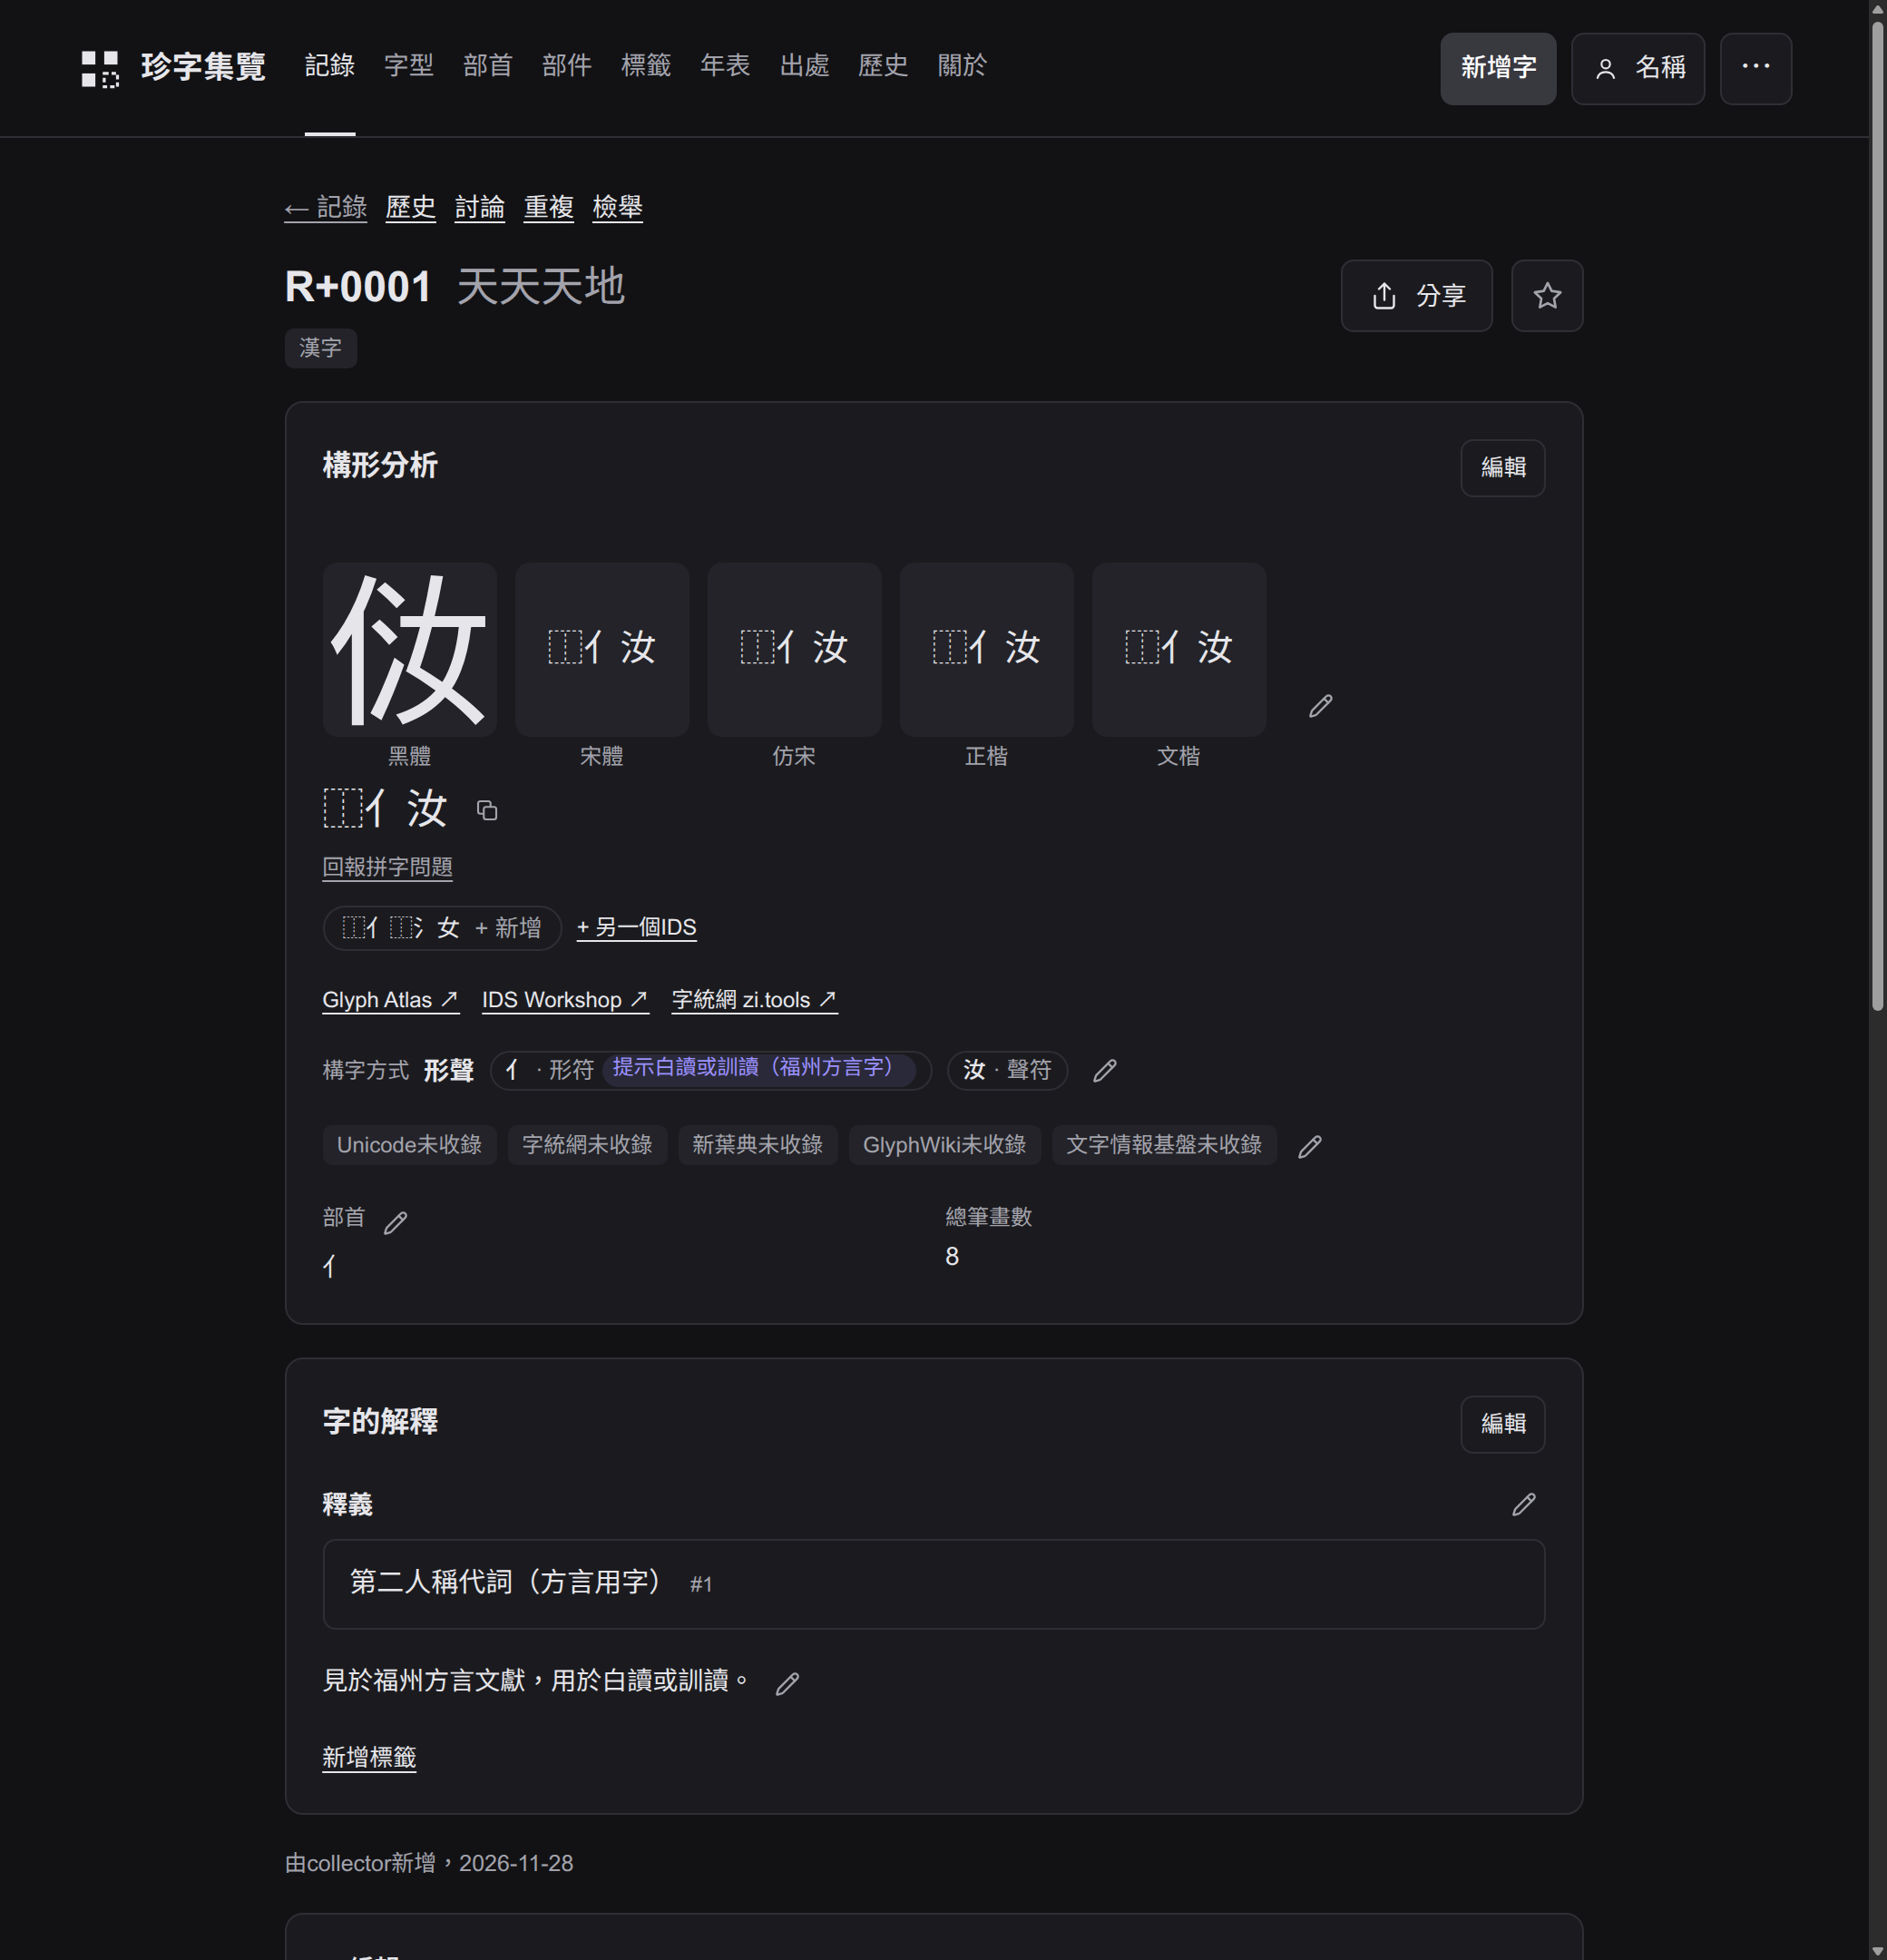 珍字集覽 記錄 字型 部首 部件 標籤 年表 出處 歷史 關於 新增字 名稱 ⋯
← 記錄 歷史 討論 重複 檢舉
R+0001 天天天地 分享
漢字
構形分析 編輯
⿰亻汝 ⿰亻汝 ⿰亻汝 ⿰亻汝 ⿰亻汝
黑體 宋體 仿宋 正楷 文楷
⿰亻汝
回報拼字問題
⿰亻⿰氵女 + 新增 + 另一個IDS
Glyph Atlas ↗ IDS Workshop ↗ 字統網 zi.tools ↗
構字方式 形聲 亻 · 形符 提示白讀或訓讀（福州方言字） 汝 · 聲符
Unicode未收錄 字統網未收錄 新葉典未收錄 GlyphWiki未收錄 文字情報基盤未收錄
部首 總筆畫數
亻 8
字的解釋 編輯
釋義
第二人稱代詞（方言用字） #1
見於福州方言文獻，用於白讀或訓讀。
新增標籤
由collector新增，2026-11-28